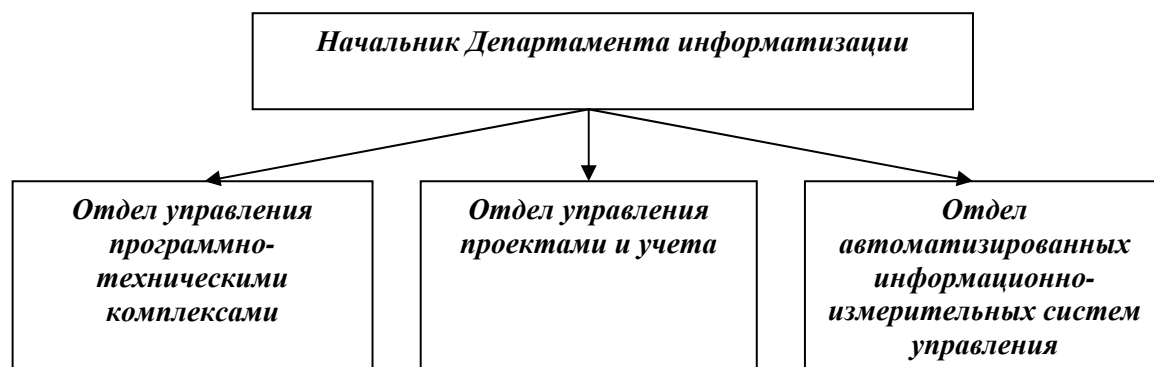 Начальник Департамента информатизации
Отдел управления
программно-
техническими
комплексами
Отдел управления
проектами и учета
Отдел
автоматизированных
информационно-
измерительных систем
управления